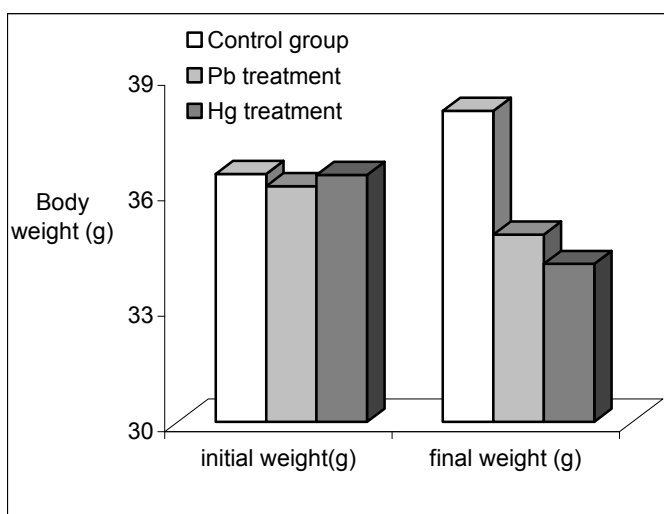 Control group
Pb treatment
Hg treatment
39
36
33
30
Body
weight (g)
initial weight(g)
final weight (g)